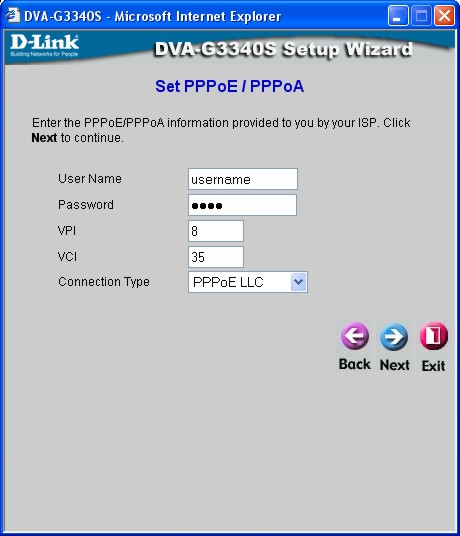 DVA-G3340S - Microsoft Internet Explorer
D-Link
Building Networks for People
DVA-G3340S Setup Wizard
Set PPPoE / PPPoA
Enter the PPPoE/PPPoA information provided to you by your ISP. Click
Next to continue.
User Name username
Password ●●●●
VPI 8
VCI 35
Connection Type PPPoE LLC
Back Next Exit